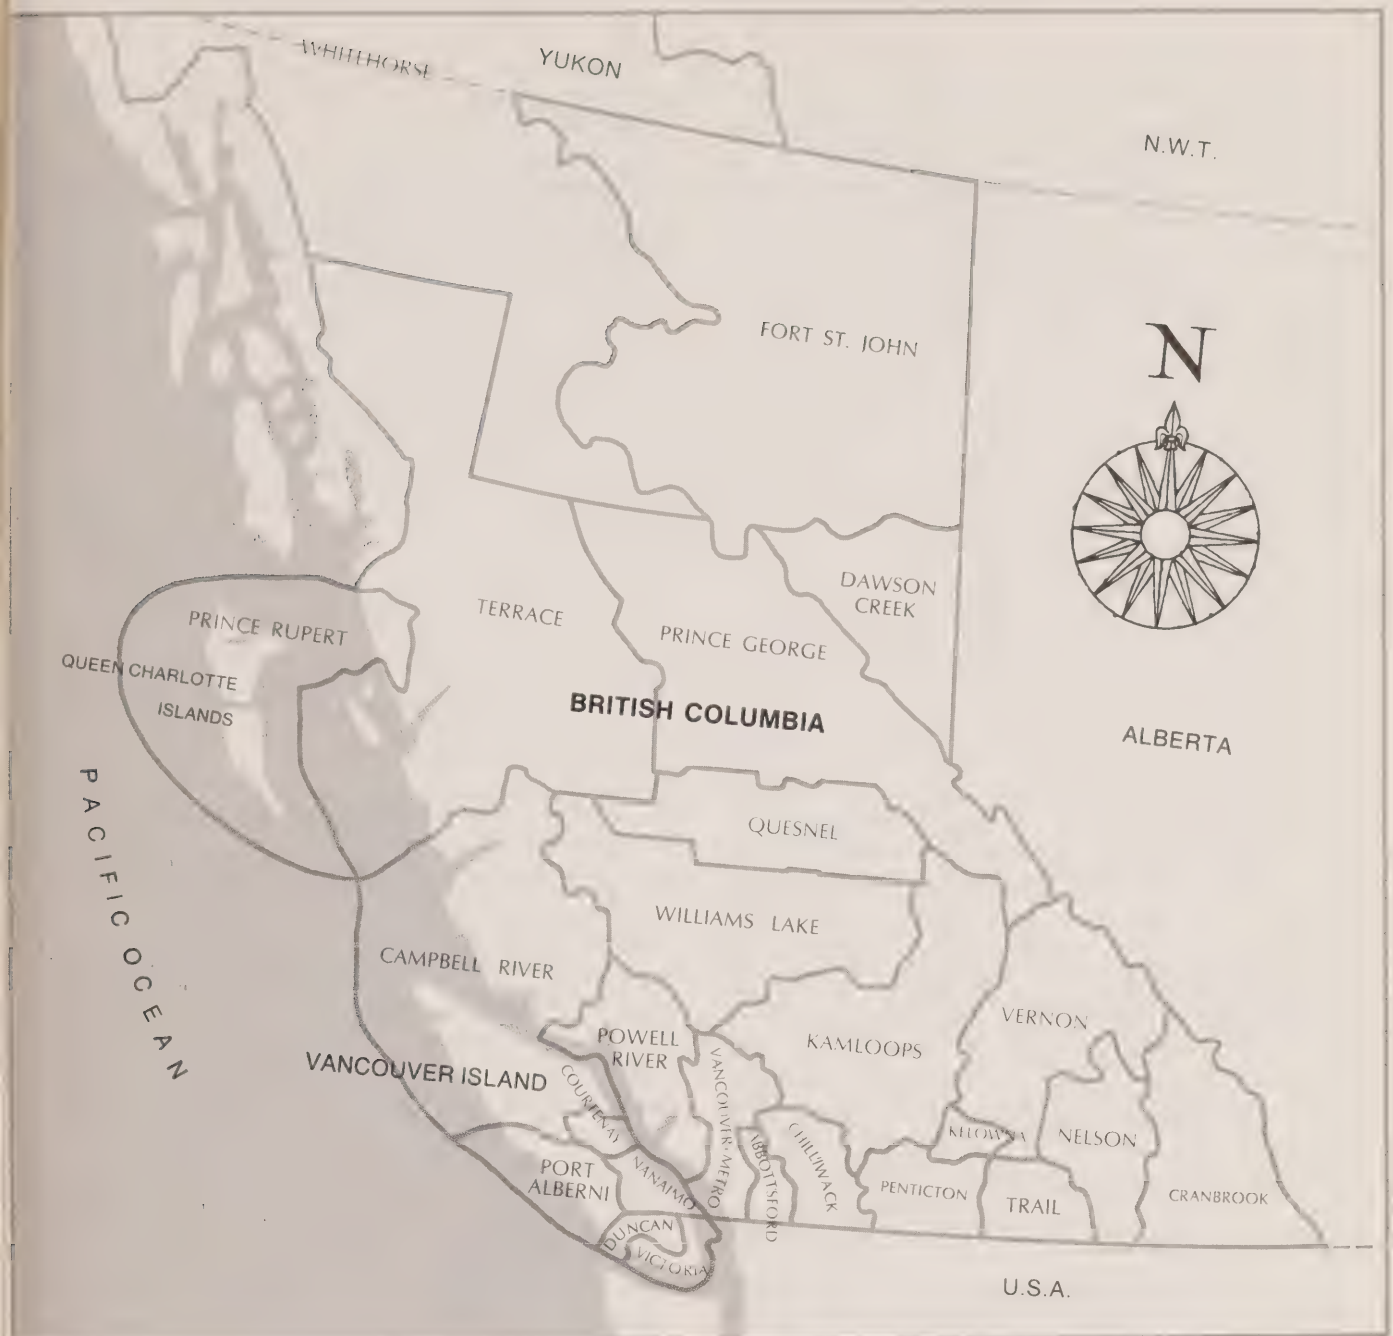 WHITEHORSE
YUKON
N.W.T.
FORT ST. JOHN
N
DAWSON
CREEK
PRINCE RUPERT
TERRACE
PRINCE GEORGE
QUEEN CHARLOTTE
ISLANDS
BRITISH COLUMBIA
ALBERTA
PACIFIC OCEAN
QUESNEL
WILLIAMS LAKE
CAMPBELL RIVER
VERNON
POWELL
RIVER
KAMLOOPS
VANCOUVER ISLAND
COURTENAY
VANCOUVER-METRO
ABBOTTSFORD
CHILLIWACK
KELOWNA
NELSON
PORT
ALBERNI
NANAIMO
PENTICTON
TRAIL
CRANBROOK
DUNCAN
VICTORIA
U.S.A.